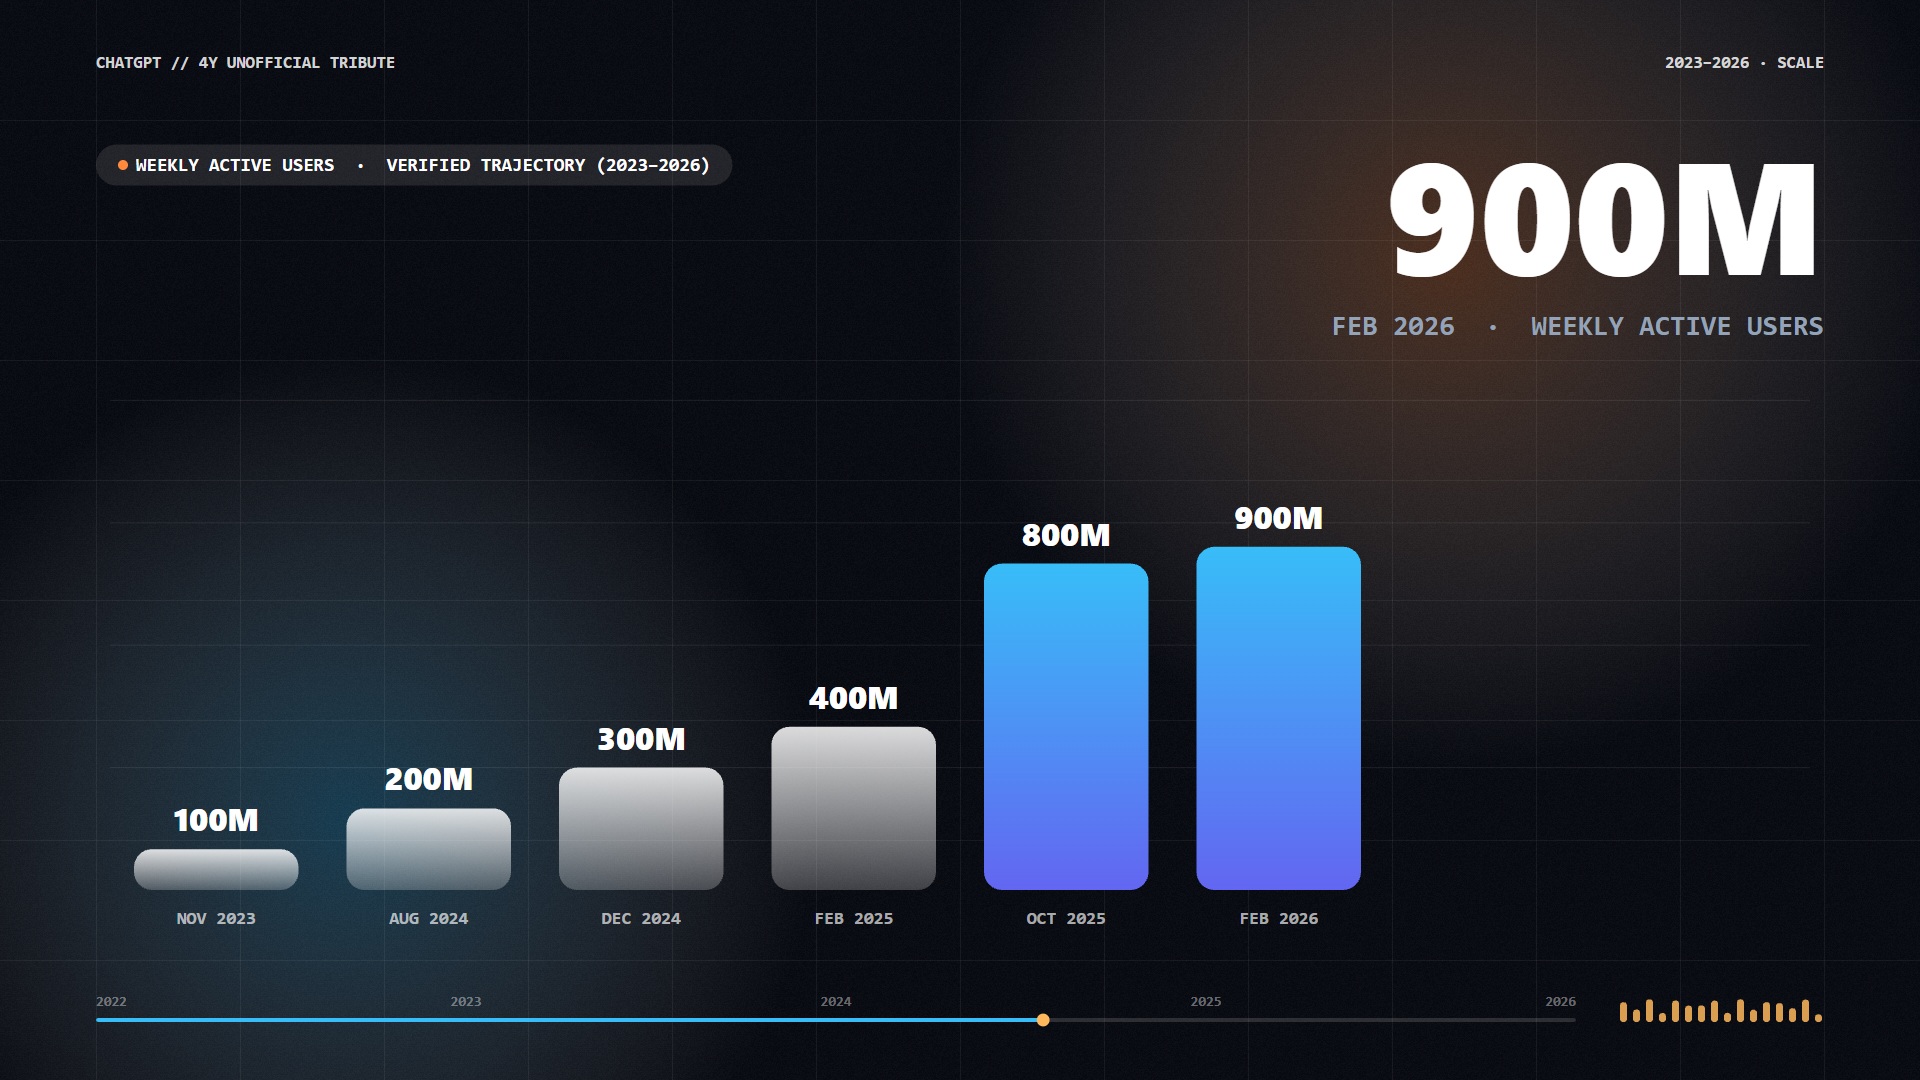 CHATGPT // 4Y UNOFFICIAL TRIBUTE
2023–2026 · SCALE
WEEKLY ACTIVE USERS · VERIFIED TRAJECTORY (2023–2026)
900M
FEB 2026 · WEEKLY ACTIVE USERS
100M
200M
300M
400M
800M
900M
NOV 2023
AUG 2024
DEC 2024
FEB 2025
OCT 2025
FEB 2026
2022
2023
2024
2025
2026